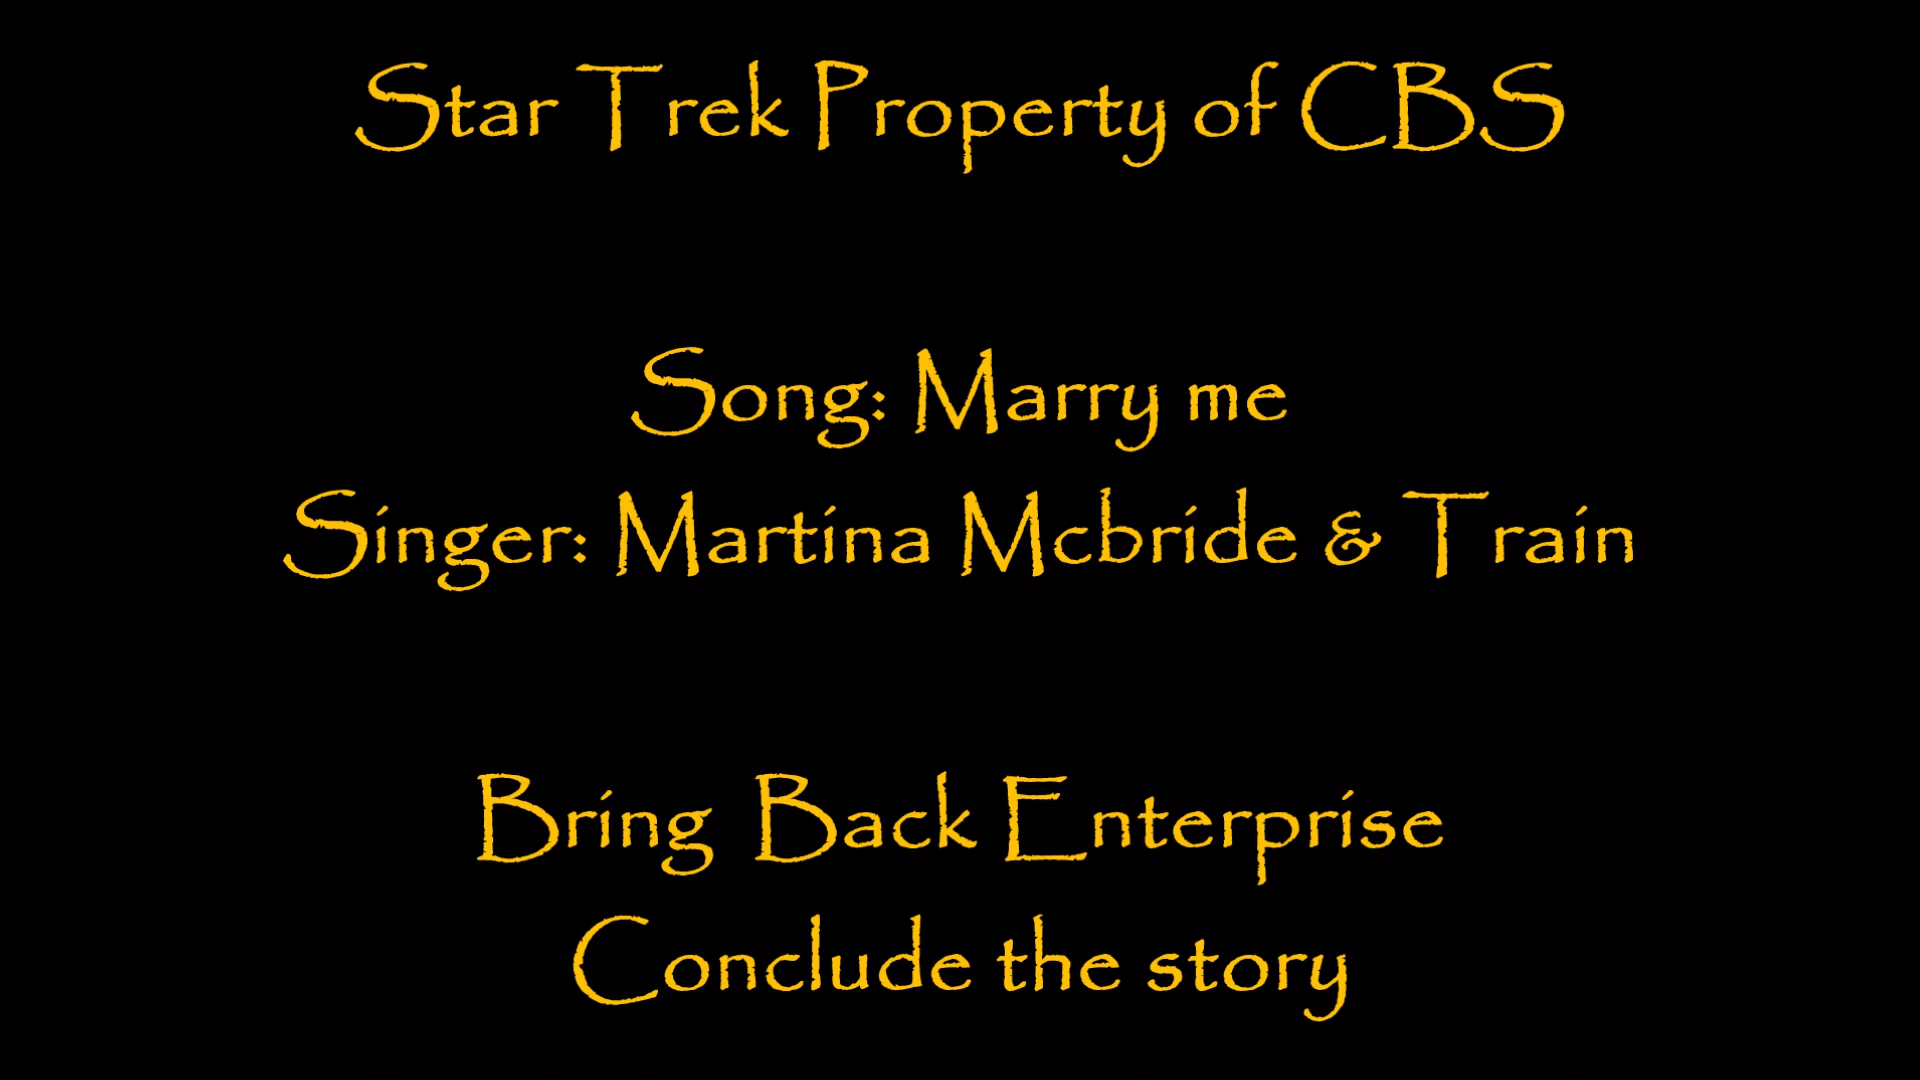 Star Trek Property of CBS
Song: Marry me
Singer: Martina Mcbride & Train
Bring Back Enterprise
Conclude the story